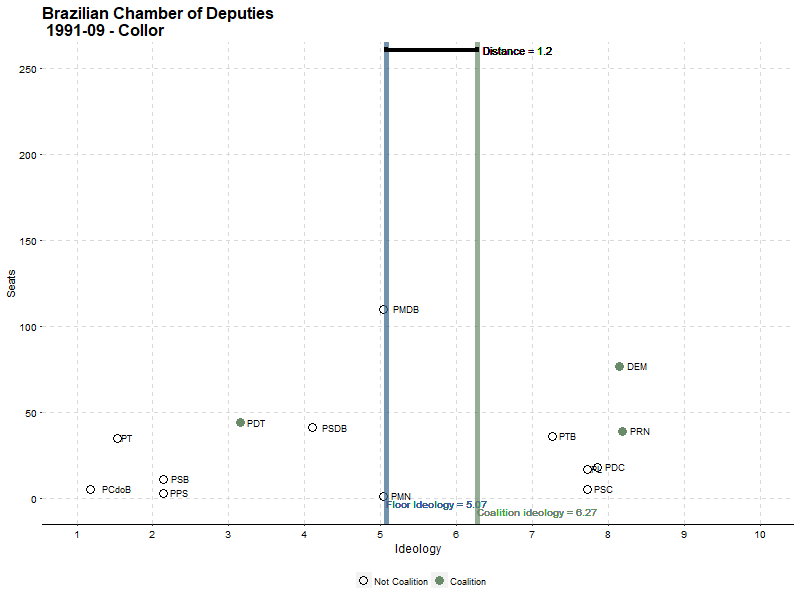 Brazilian Chamber of Deputies
1991-09 - Collor
Distance = 1.2
250
200
150
100
50
0
Seats
PMDB
DEM
PDT
PSDB
PRN
PT
PTB
PL
PDC
PSB
PCdoB
PPS
PSC
PMN
Floor Ideology = 5.07
Coalition ideology = 6.27
1 2 3 4 5 6 7 8 9 10
Ideology
Not Coalition Coalition